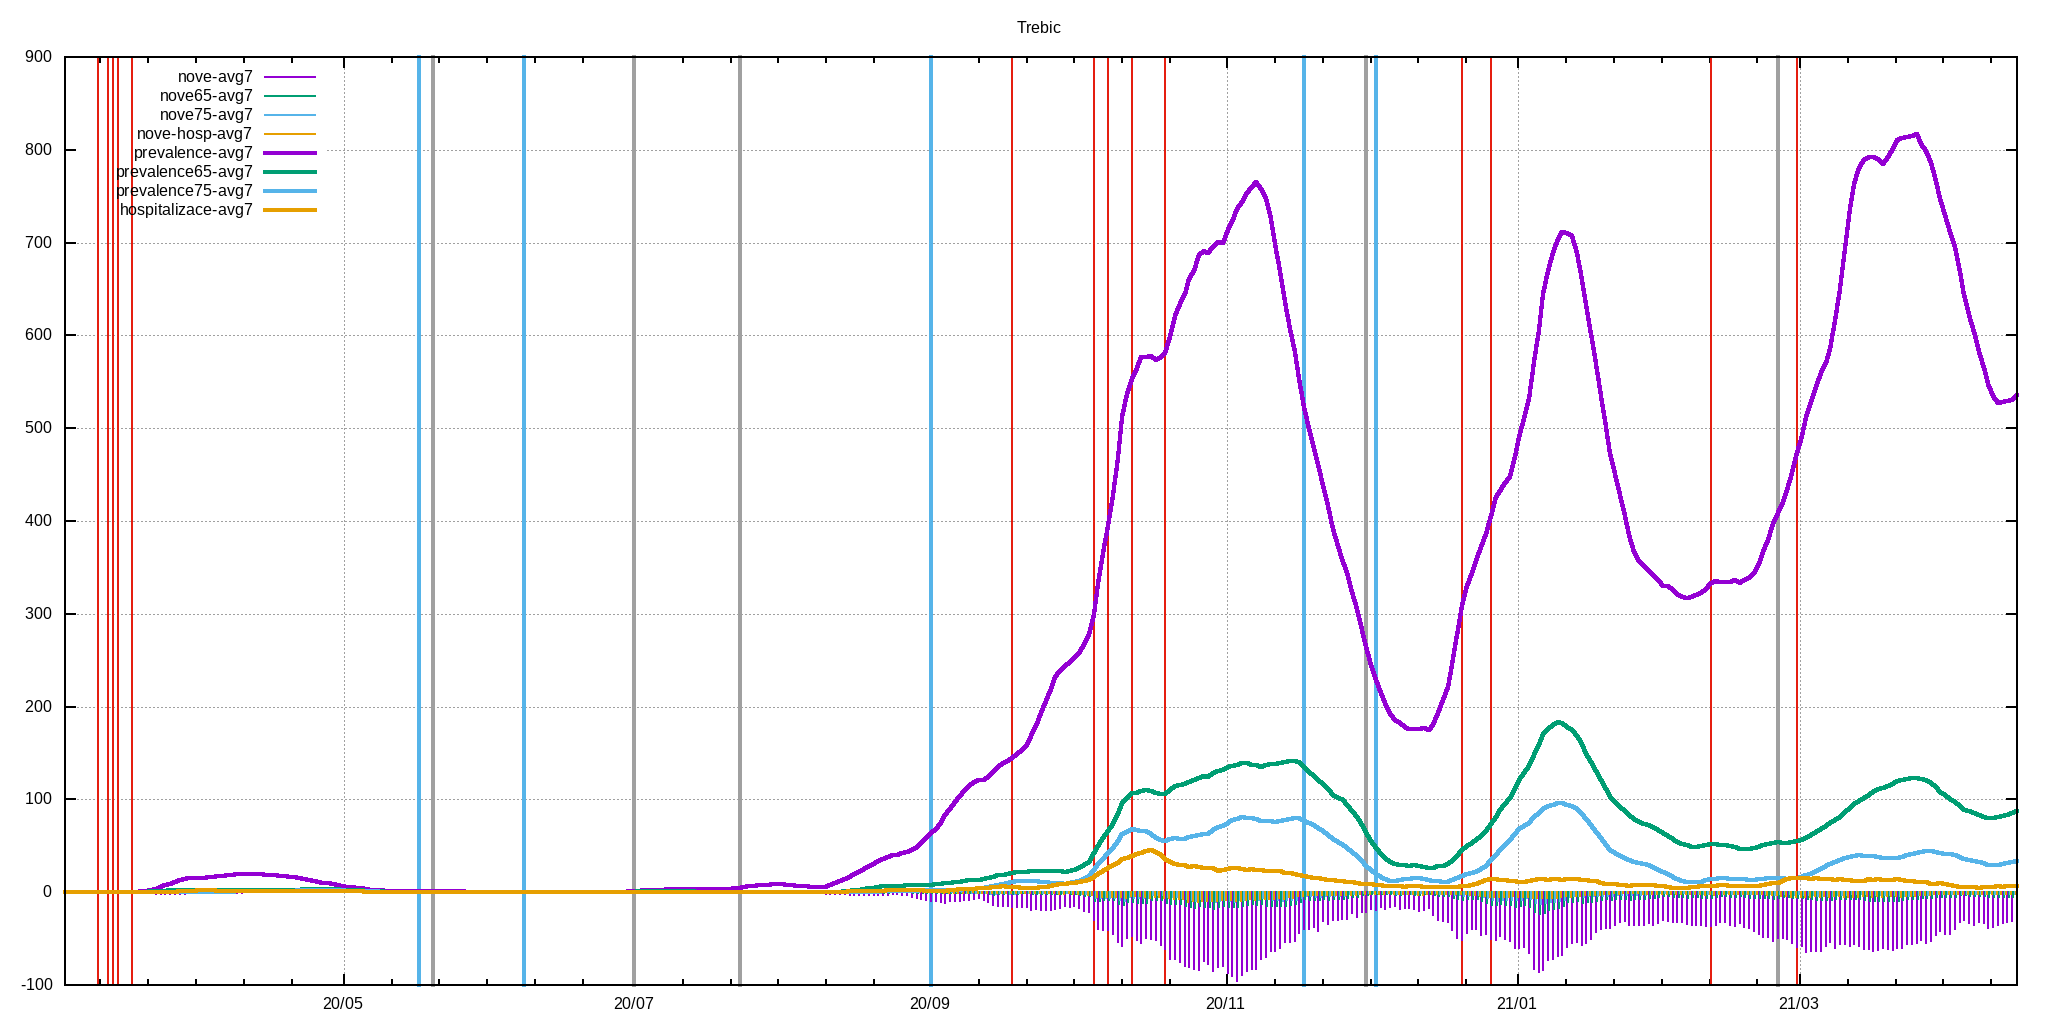 Trebic
900
800
700
600
500
400
300
200
100
0
-100
nove-avg7
nove65-avg7
nove75-avg7
nove-hosp-avg7
prevalence-avg7
prevalence65-avg7
prevalence75-avg7
hospitalizace-avg7
20/05 20/07 20/09 20/11 21/01 21/03